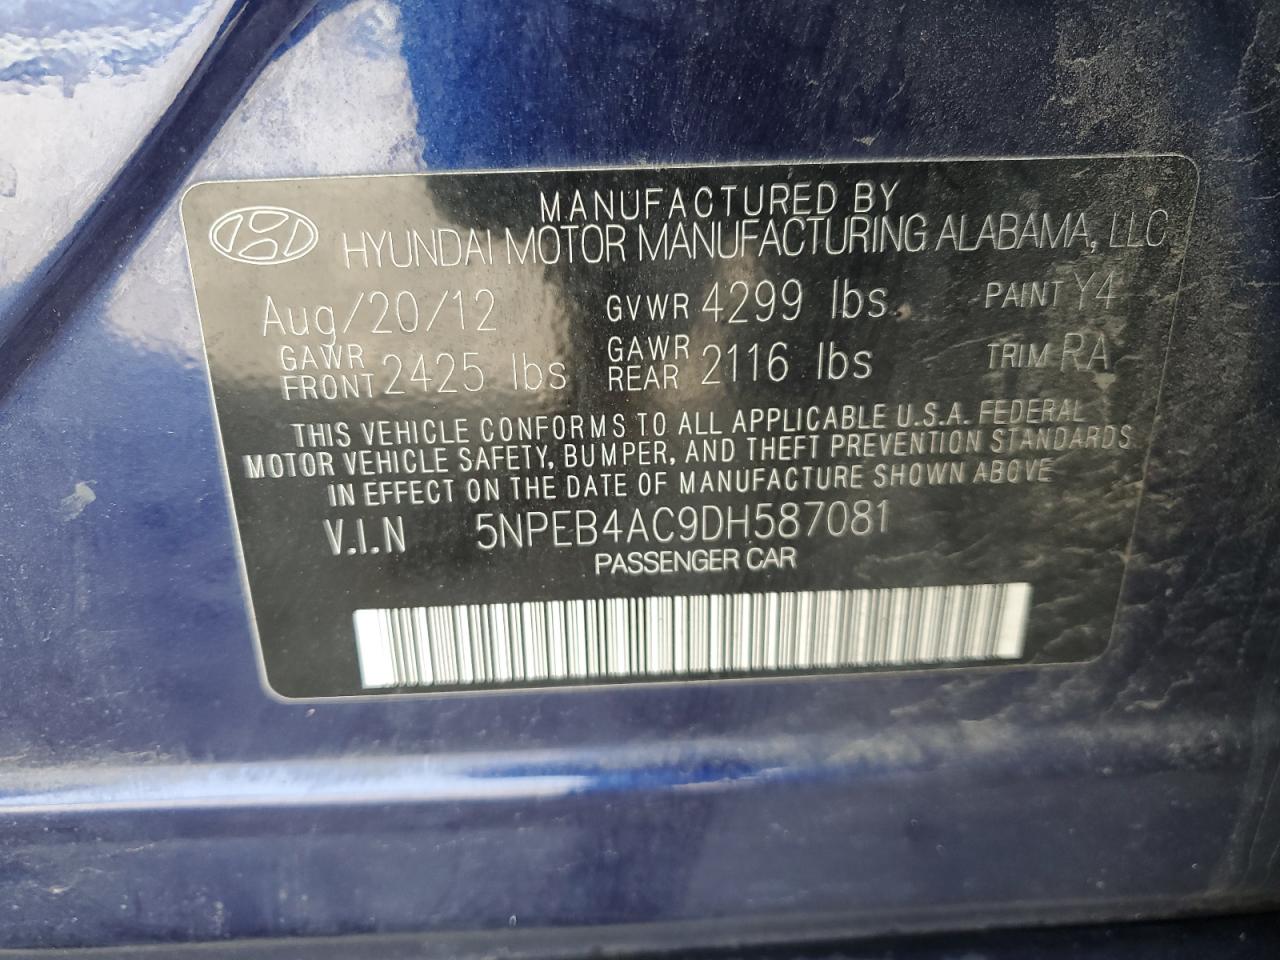 MANUFACTURED BY
HYUNDAI MOTOR MANUFACTURING ALABAMA, LLC
Aug/20/12 GVWR 4299 lbs PAINT Y4
GAWR FRONT 2425 lbs GAWR REAR 2116 lbs TRIM RA
THIS VEHICLE CONFORMS TO ALL APPLICABLE U.S.A. FEDERAL
MOTOR VEHICLE SAFETY, BUMPER, AND THEFT PREVENTION STANDARDS
IN EFFECT ON THE DATE OF MANUFACTURE SHOWN ABOVE
V.I.N 5NPEB4AC9DH587081
PASSENGER CAR